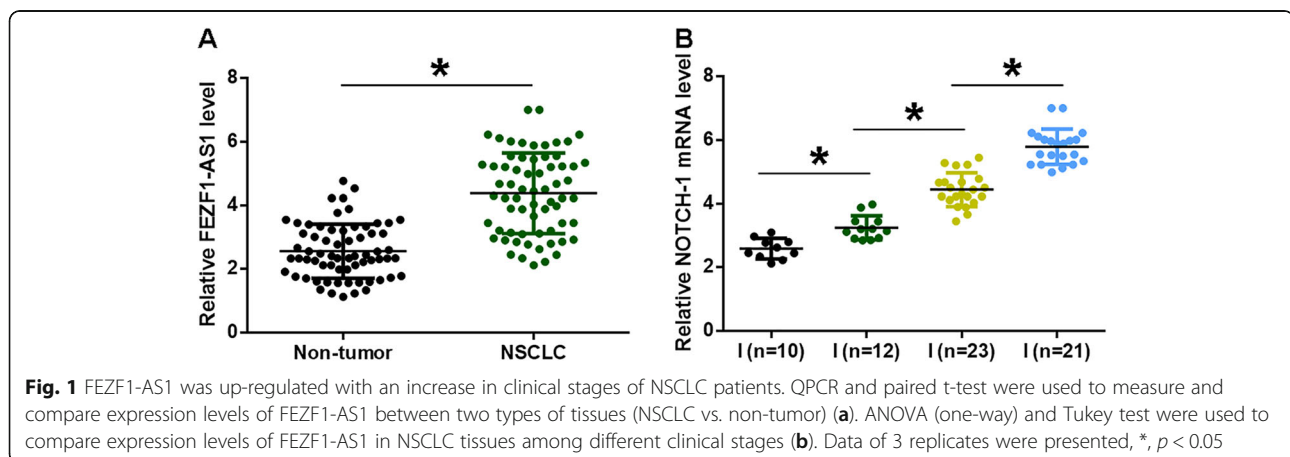 A
Relative FEZF1-AS1 level
8
6
4
2
0
*
Non-tumor
NSCLC
B
Relative NOTCH-1 mRNA level
8
6
4
2
0
*
*
*
I (n=10)
I (n=12)
I (n=23)
I (n=21)
Fig. 1 FEZF1-AS1 was up-regulated with an increase in clinical stages of NSCLC patients. QPCR and paired t-test were used to measure and
compare expression levels of FEZF1-AS1 between two types of tissues (NSCLC vs. non-tumor) (a). ANOVA (one-way) and Tukey test were used to
compare expression levels of FEZF1-AS1 in NSCLC tissues among different clinical stages (b). Data of 3 replicates were presented, *, p < 0.05